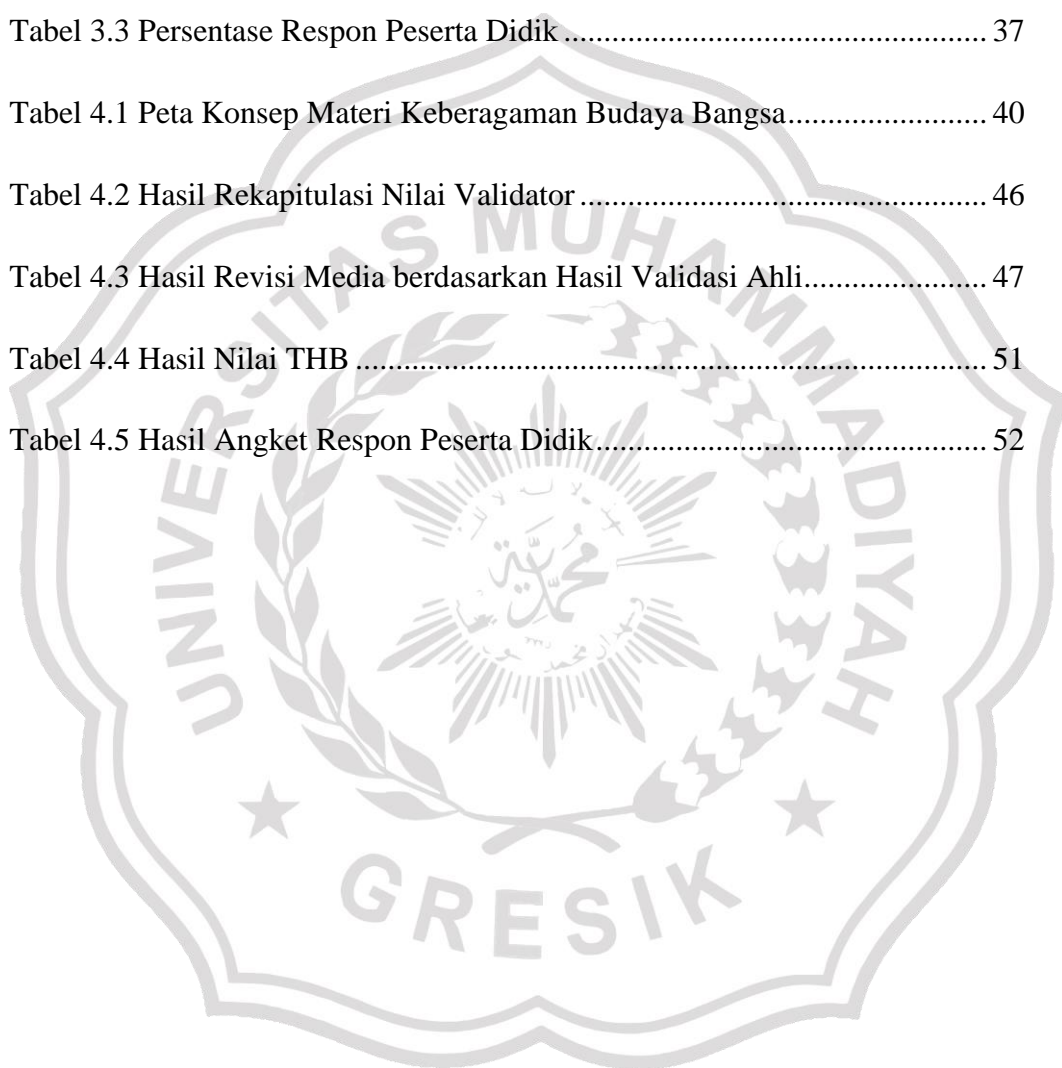 Tabel 3.3 Persentase Respon Peserta Didik ..................................................... 37
Tabel 4.1 Peta Konsep Materi Keberagaman Budaya Bangsa......................... 40
Tabel 4.2 Hasil Rekapitulasi Nilai Validator ................................................... 46
Tabel 4.3 Hasil Revisi Media berdasarkan Hasil Validasi Ahli....................... 47
Tabel 4.4 Hasil Nilai THB ............................................................................... 51
Tabel 4.5 Hasil Angket Respon Peserta Didik................................................. 52
UNIVERSITAS MUHAMMADIYAH
GRESIK